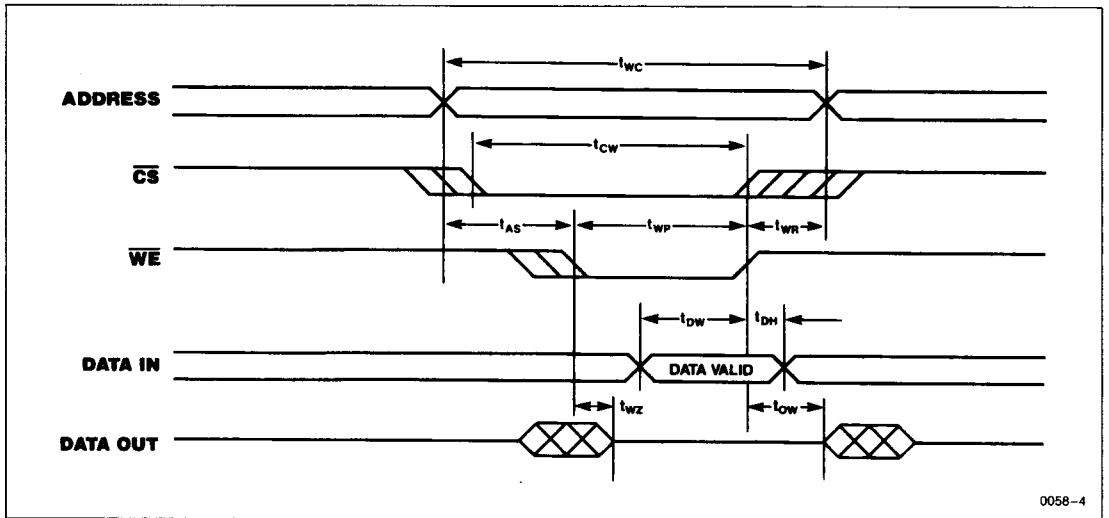 tWC
ADDRESS
tCW
CS
tAS tWP tWR
WE
tDW tDH
DATA IN DATA VALID
tWZ tOW
DATA OUT
0058-4